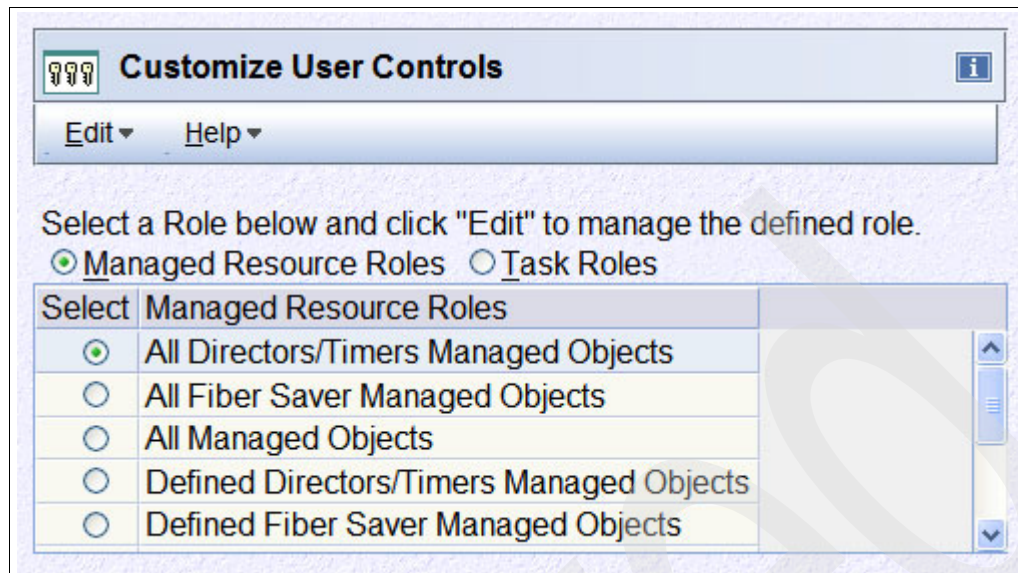 Customize User Controls
Edit Help
Select a Role below and click "Edit" to manage the defined role.
Managed Resource Roles Task Roles
Select Managed Resource Roles
All Directors/Timers Managed Objects
All Fiber Saver Managed Objects
All Managed Objects
Defined Directors/Timers Managed Objects
Defined Fiber Saver Managed Objects